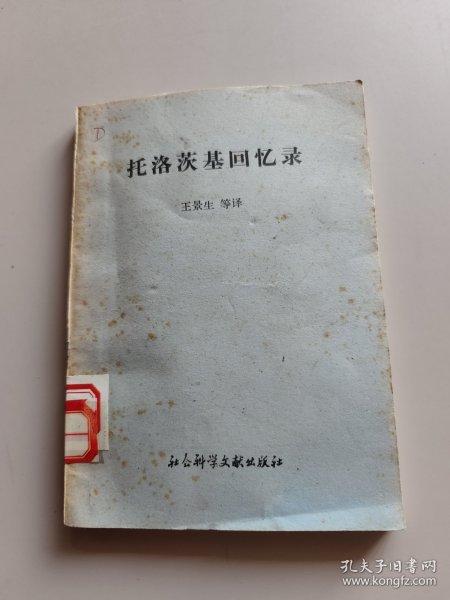 托洛茨基回忆录
王景生 等译
社会科学文献出版社
孔夫子旧书网
www.kongfz.com